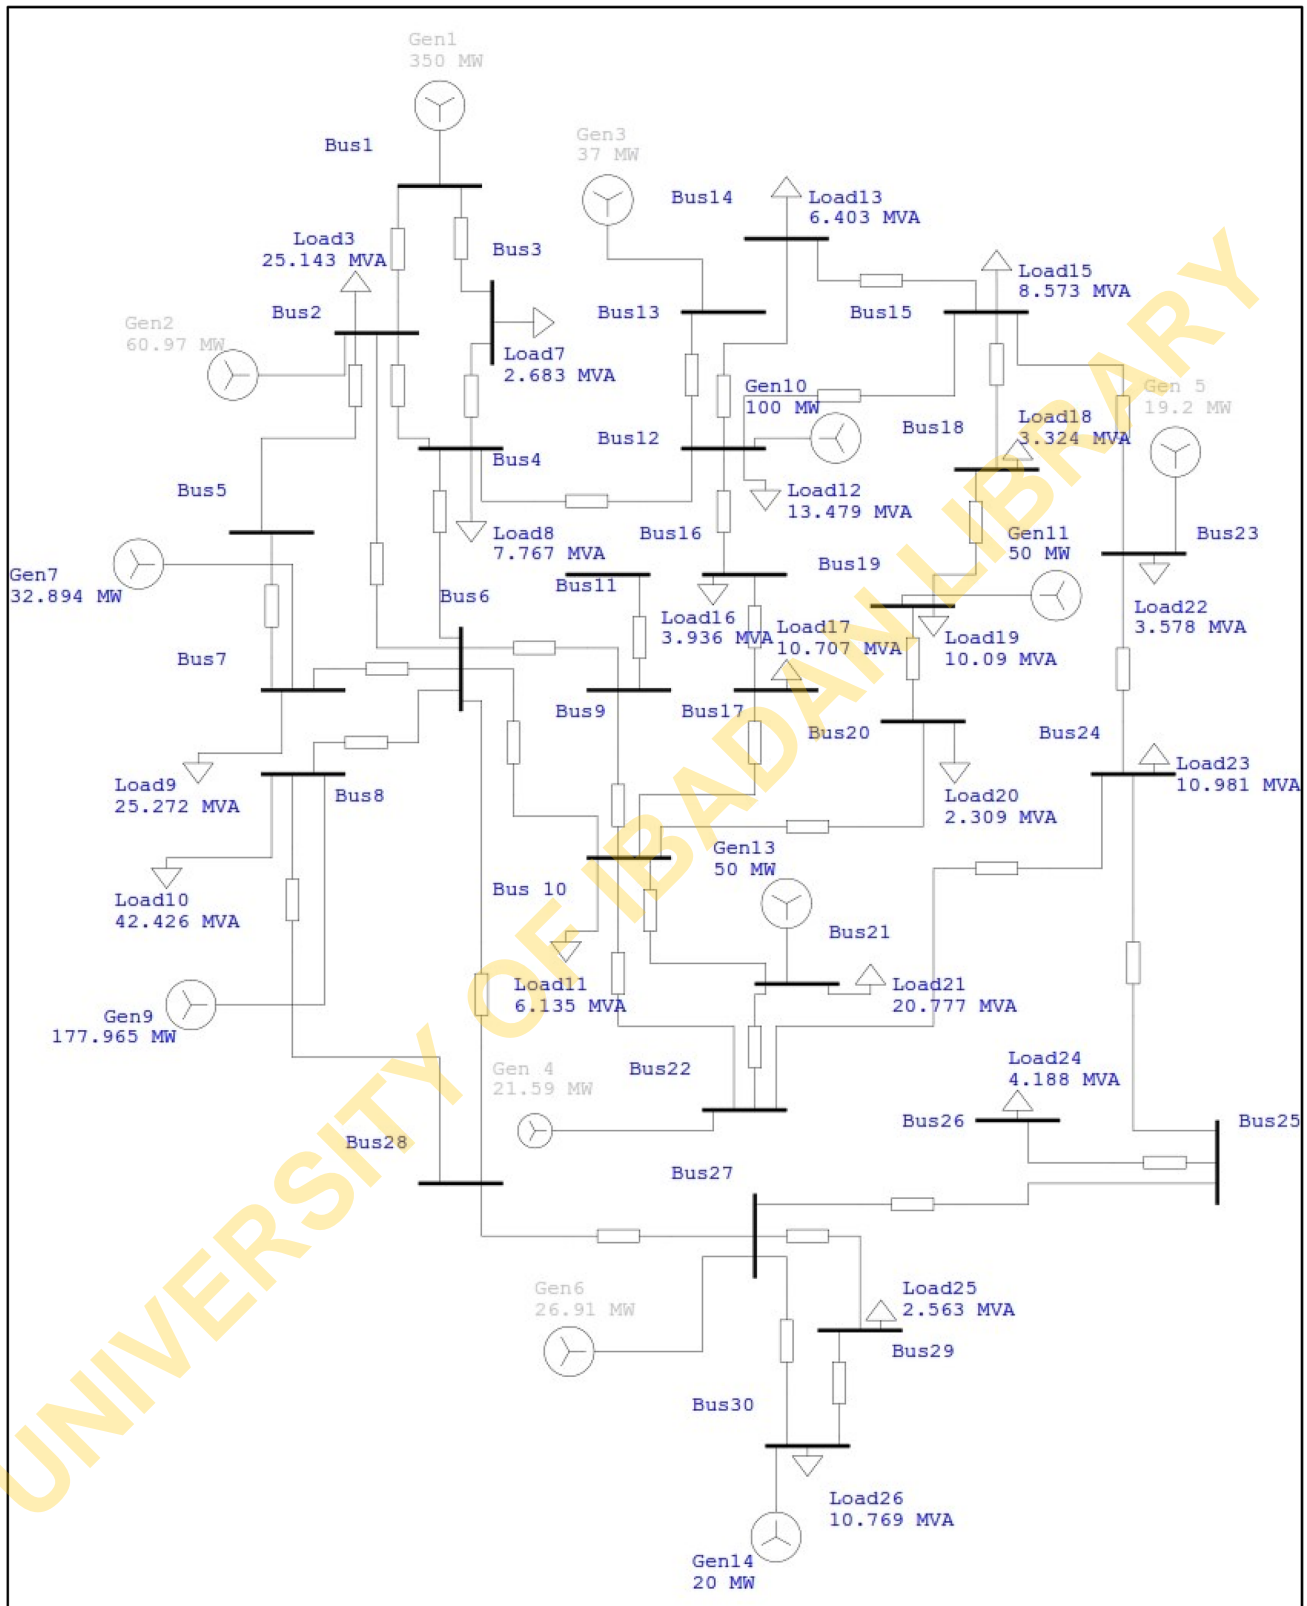 Gen1
350 MW
Bus1
Gen3
37 MW
Bus14
Load13
6.403 MVA
Load3
25.143 MVA
Bus3
Load15
8.573 MVA
Bus2
Bus13
Bus15
Gen2
60.97 MW
Load7
2.683 MVA
Gen10
100 MW
Gen 5
19.2 MW
Load18
3.324 MVA
Bus18
Bus12
Bus4
Bus5
Load12
13.479 MVA
Load8
7.767 MVA
Bus16
Gen11
50 MW
Bus23
Gen7
32.894 MW
Bus11
Bus19
Bus6
Load16
3.936 MVA
Load17
10.707 MVA
Load19
10.09 MVA
Load22
3.578 MVA
Bus7
Bus9
Bus17
Bus20
Bus24
Load9
25.272 MVA
Bus8
Load20
2.309 MVA
Load23
10.981 MVA
Gen13
50 MW
Bus 10
Load10
42.426 MVA
Bus21
Load11
6.135 MVA
Load21
20.777 MVA
Gen9
177.965 MW
Gen 4
21.59 MW
Bus22
Load24
4.188 MVA
Bus26
Bus25
Bus28
Bus27
Gen6
26.91 MW
Load25
2.563 MVA
Bus29
Bus30
Load26
10.769 MVA
Gen14
20 MW
UNIVERSITY OF IBADAN LIBRARY